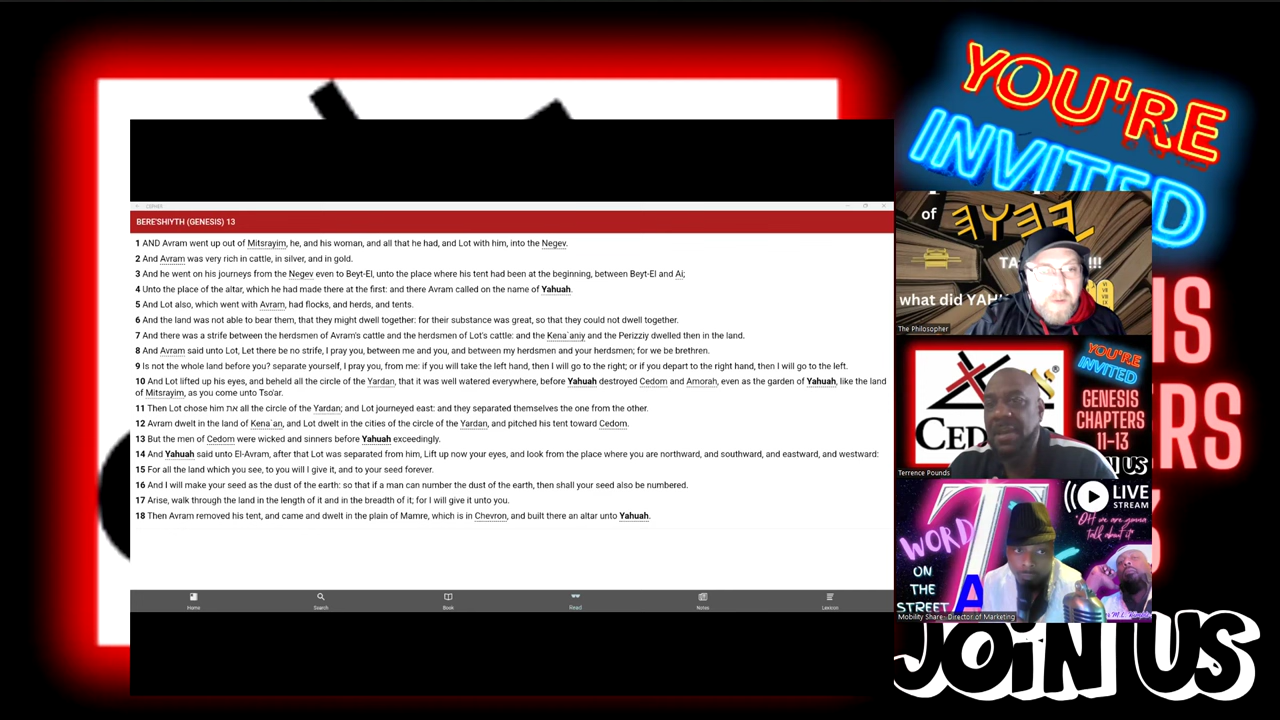 YOU'RE
INVITED
CEPHER
BERE'SHIYTH (GENESIS) 13
1 AND Avram went up out of Mitsrayim, he, and his woman, and all that he had, and Lot with him, into the Negev.
2 And Avram was very rich in cattle, in silver, and in gold.
3 And he went on his journeys from the Negev even to Beyt-El, unto the place where his tent had been at the beginning, between Beyt-El and Ai;
4 Unto the place of the altar, which he had made there at the first: and there Avram called on the name of Yahuah.
5 And Lot also, which went with Avram, had flocks, and herds, and tents.
6 And the land was not able to bear them, that they might dwell together: for their substance was great, so that they could not dwell together.
7 And there was a strife between the herdsmen of Avram's cattle and the herdsmen of Lot's cattle: and the Kena`aniy and the Perizziy dwelled then in the land.
8 And Avram said unto Lot, Let there be no strife, I pray you, between me and you, and between my herdsmen and your herdsmen; for we be brethren.
9 Is not the whole land before you? separate yourself, I pray you, from me: if you will take the left hand, then I will go to the right; or if you depart to the right hand, then I will go to the left.
10 And Lot lifted up his eyes, and beheld all the circle of the Yardan, that it was well watered everywhere, before Yahuah destroyed Cedom and Amorah, even as the garden of Yahuah, like the land
of Mitsrayim, as you come unto Tso'ar.
11 Then Lot chose him את all the circle of the Yardan; and Lot journeyed east: and they separated themselves the one from the other.
12 Avram dwelt in the land of Kena`an, and Lot dwelt in the cities of the circle of the Yardan, and pitched his tent toward Cedom.
13 But the men of Cedom were wicked and sinners before Yahuah exceedingly.
14 And Yahuah said unto El-Avram, after that Lot was separated from him, Lift up now your eyes, and look from the place where you are northward, and southward, and eastward, and westward:
15 For all the land which you see, to you will I give it, and to your seed forever.
16 And I will make your seed as the dust of the earth: so that if a man can number the dust of the earth, then shall your seed also be numbered.
17 Arise, walk through the land in the length of it and in the breadth of it; for I will give it unto you.
18 Then Avram removed his tent, and came and dwelt in the plain of Mamre, which is in Chevron, and built there an altar unto Yahuah.
Home
Search
Book
Read
Notes
Lexicon
of
!!!
what did YAH
The Philosopher
YOU'RE
INVITED
GENESIS
CHAPTERS
11-13
IN US
CED
Terrence Pounds
LIVE
STREAM
"OH we are gonna
talk about it"
WORD
ON
THE
STREET
T
A
Mobility Share- Director of Marketing
IS
RS
JOIN US